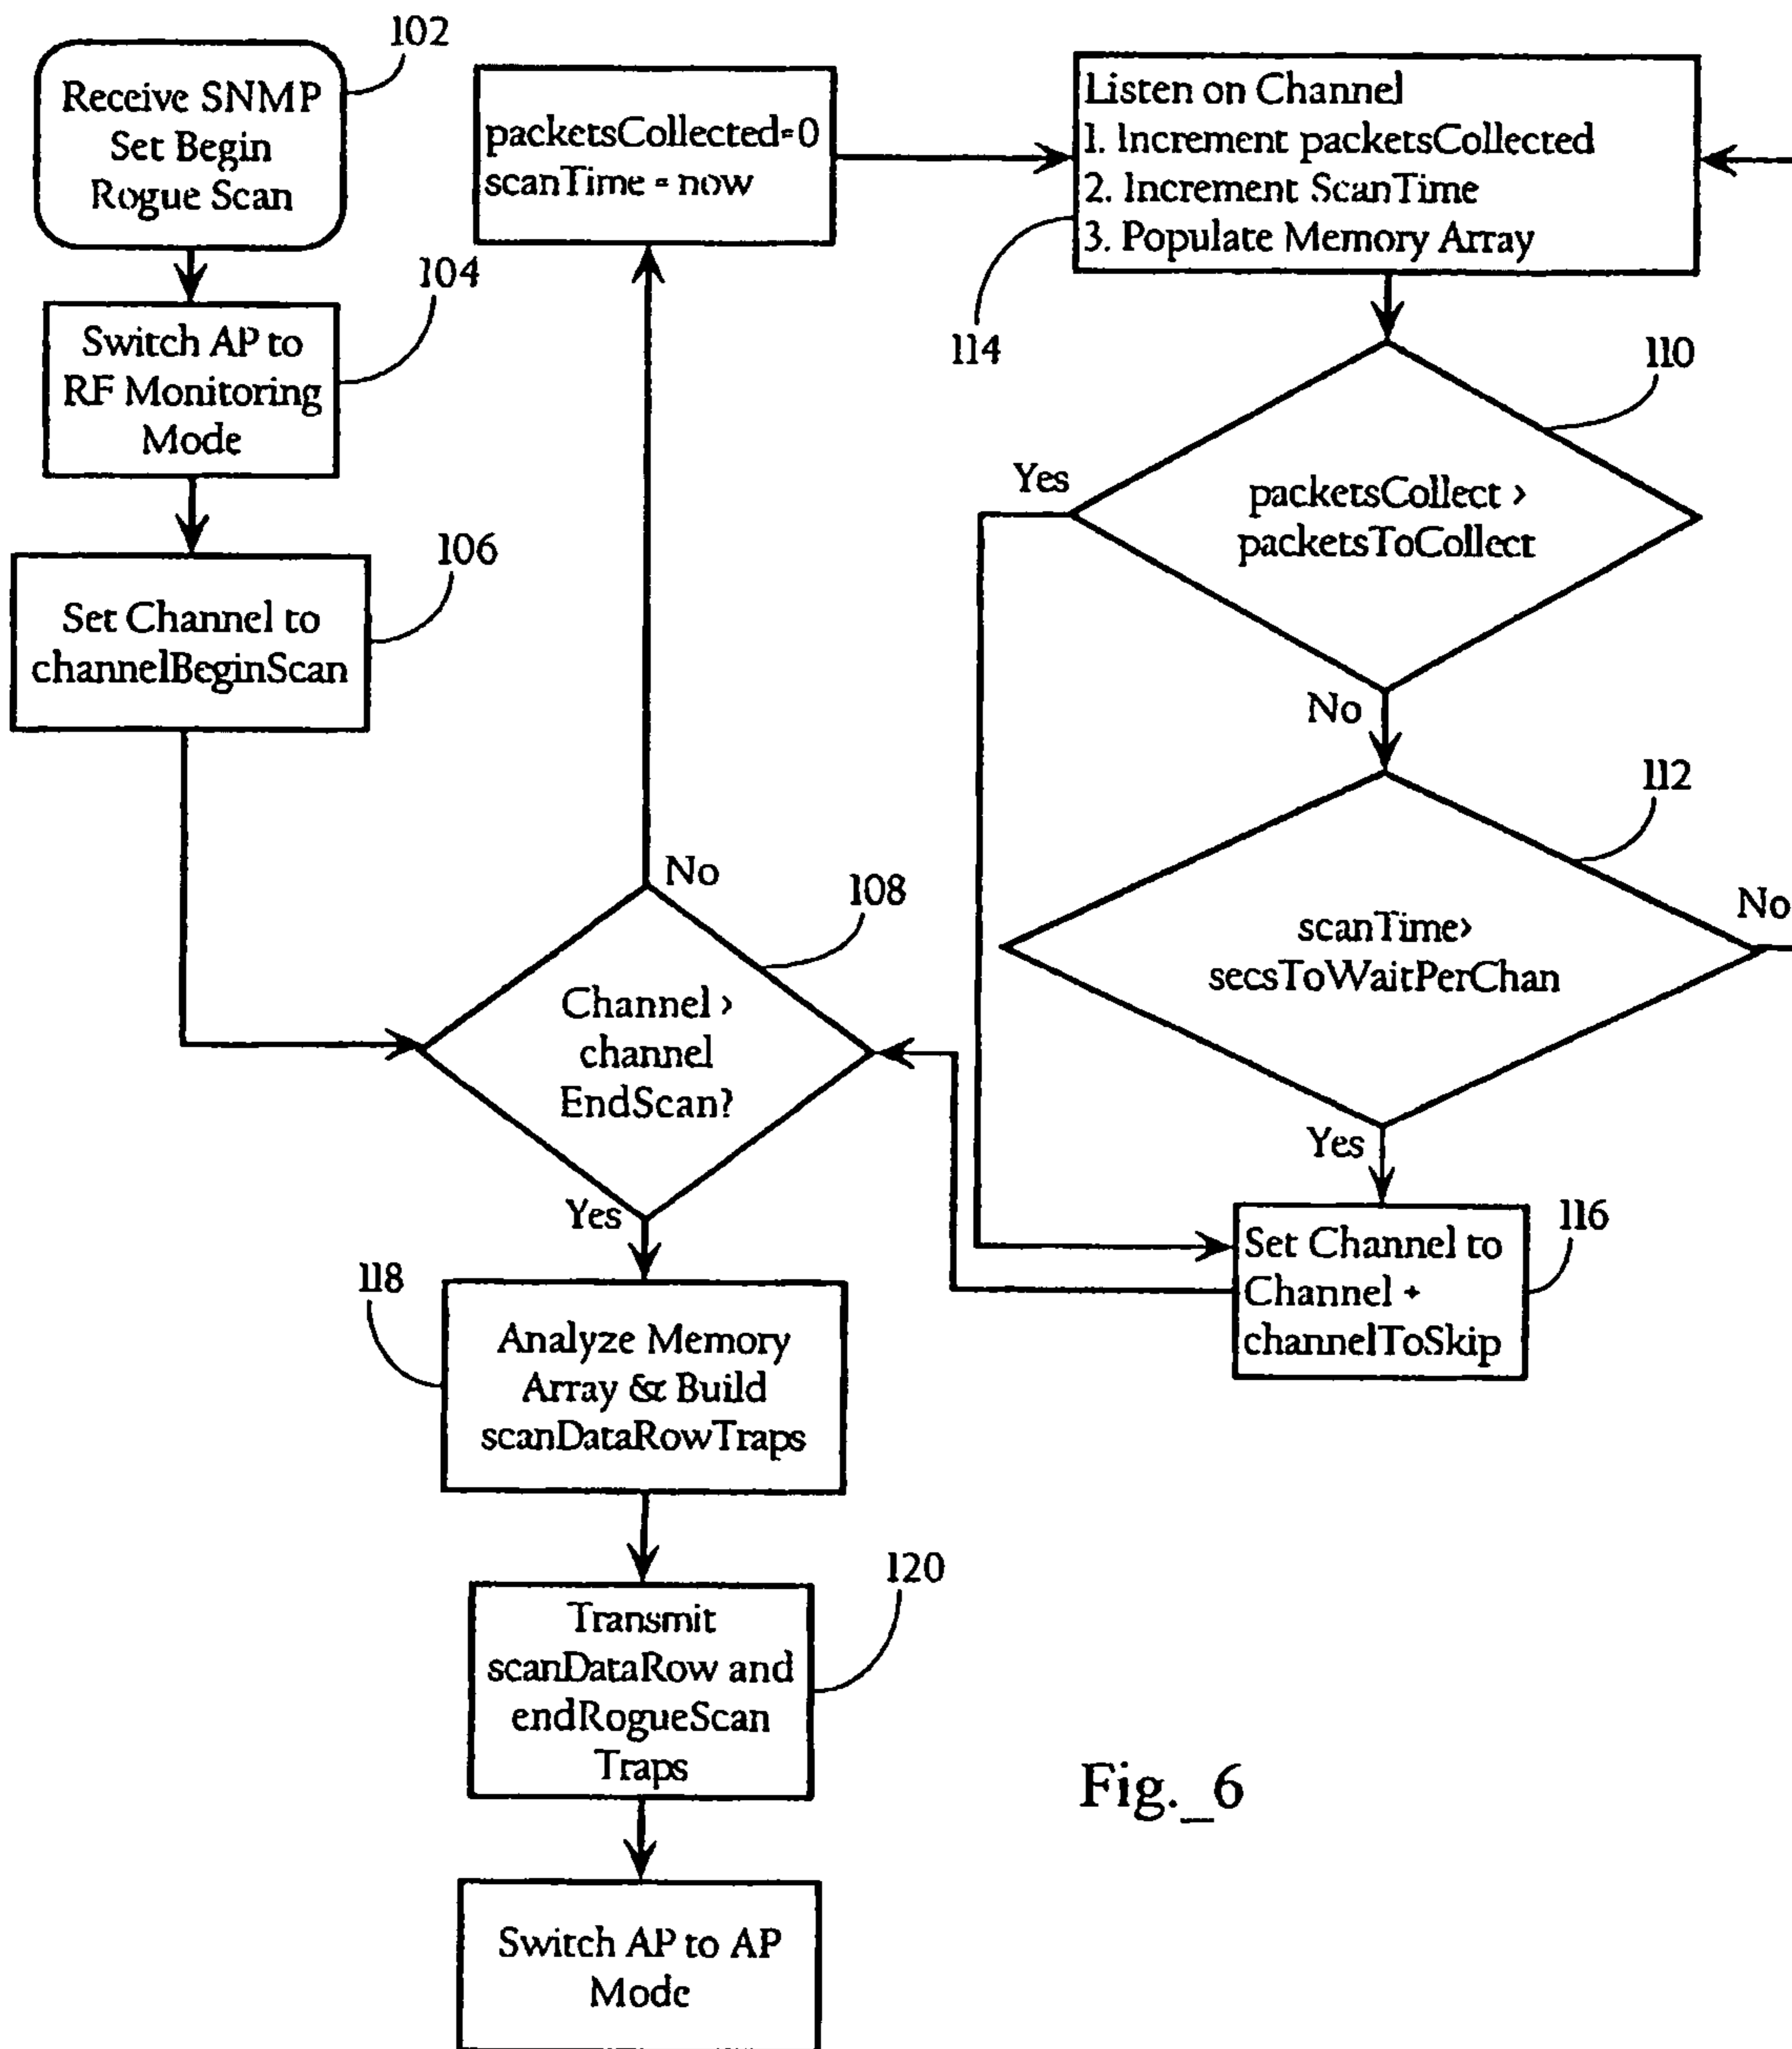 102
Receive SNMP
Set Begin
Rogue Scan
104
Switch AP to
RF Monitoring
Mode
106
Set Channel to
channelBeginScan
packetsCollected=0
scanTime = now
Listen on Channel
1. Increment packetsCollected
2. Increment ScanTime
3. Populate Memory Array
114
110
Yes
packetsCollect >
packetsToCollect
No
112
scanTime>
secsToWaitPerChan
No
Yes
116
Set Channel to
Channel +
channelToSkip
No
108
Channel >
channel
EndScan?
Yes
118
Analyze Memory
Array & Build
scanDataRowTraps
120
Transmit
scanDataRow and
endRogueScan
Traps
Switch AP to AP
Mode
Fig._6